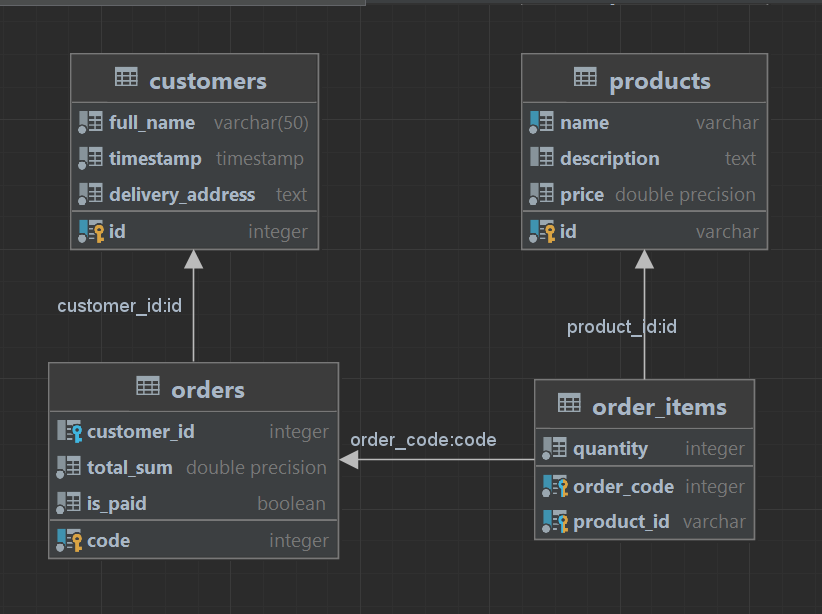 customers
full_name varchar(50)
timestamp timestamp
delivery_address text
id integer
products
name varchar
description text
price double precision
id varchar
customer_id:id
product_id:id
orders
customer_id integer
total_sum double precision
is_paid boolean
code integer
order_code:code
order_items
quantity integer
order_code integer
product_id varchar